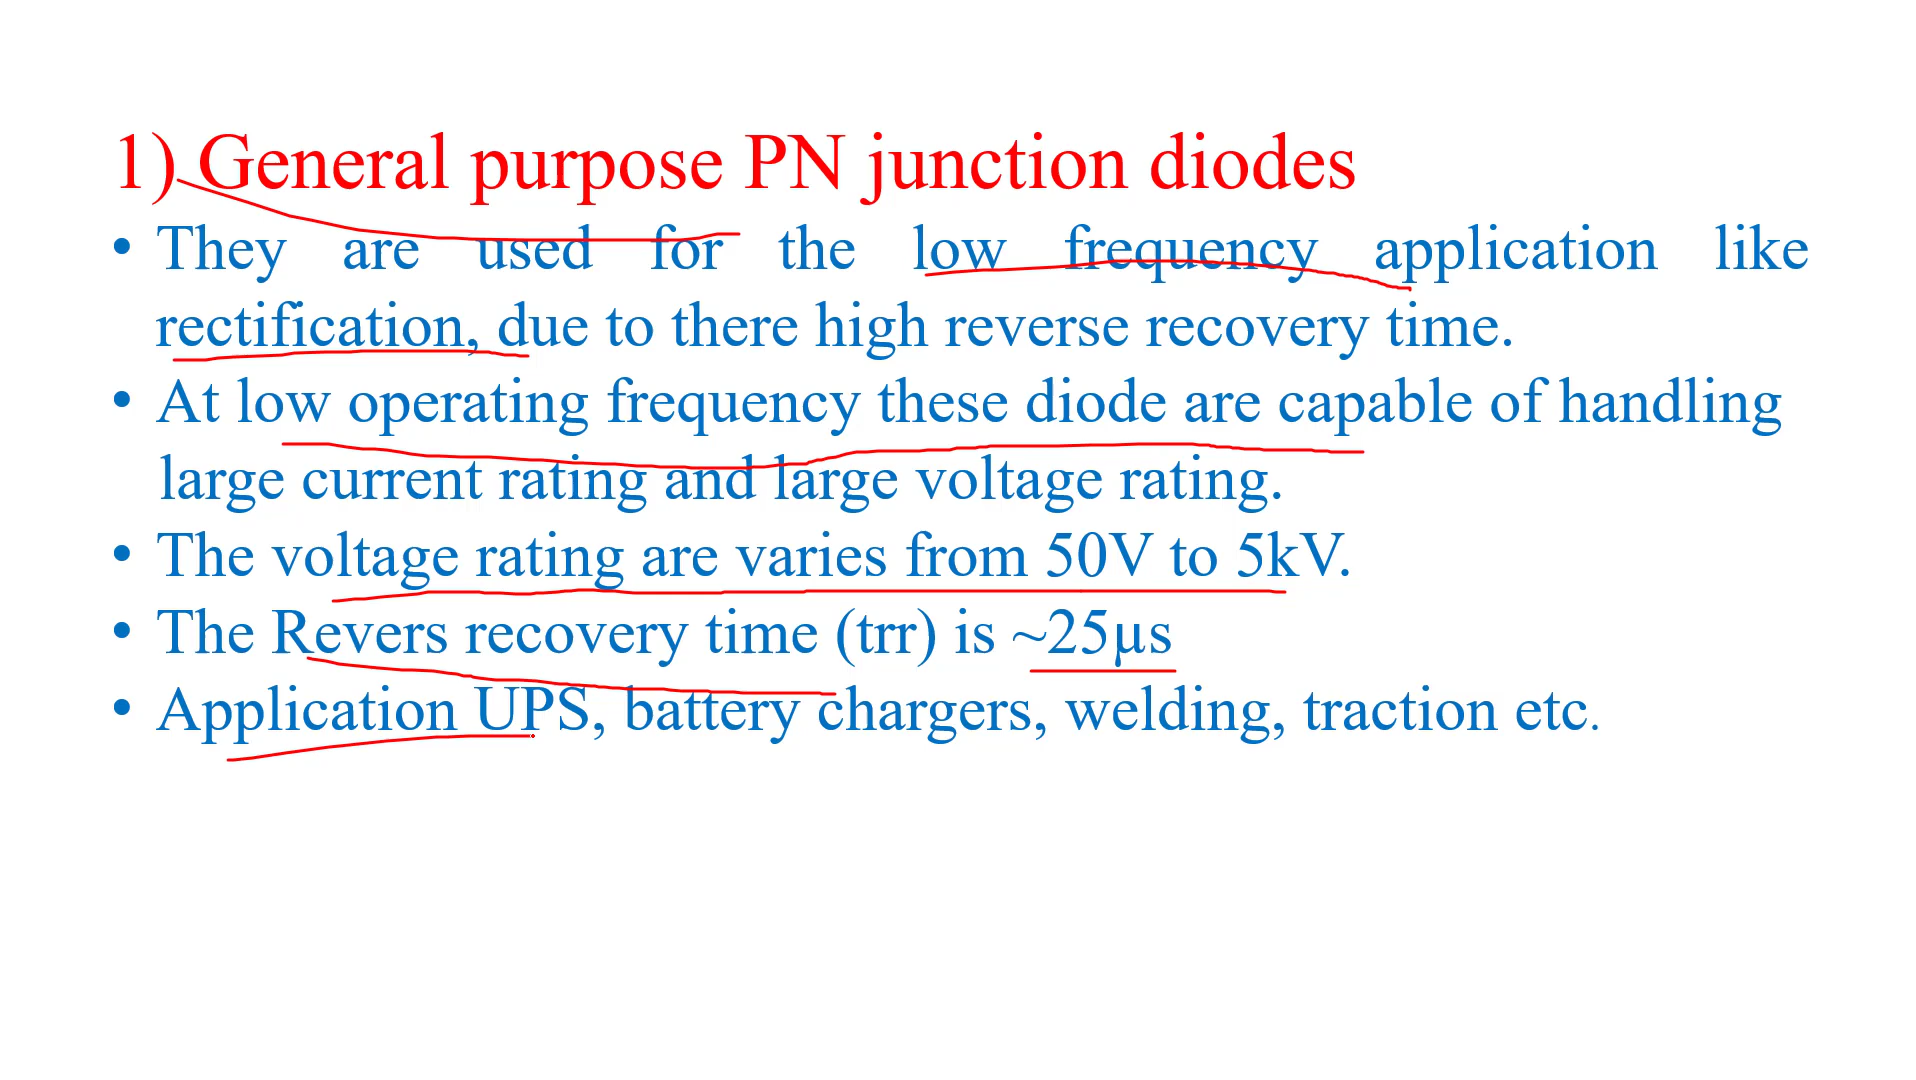 1) General purpose PN junction diodes
• They are used for the low frequency application like
rectification, due to there high reverse recovery time.
• At low operating frequency these diode are capable of handling
large current rating and large voltage rating.
• The voltage rating are varies from 50V to 5kV.
• The Revers recovery time (trr) is ~25µs
• Application UPS, battery chargers, welding, traction etc.